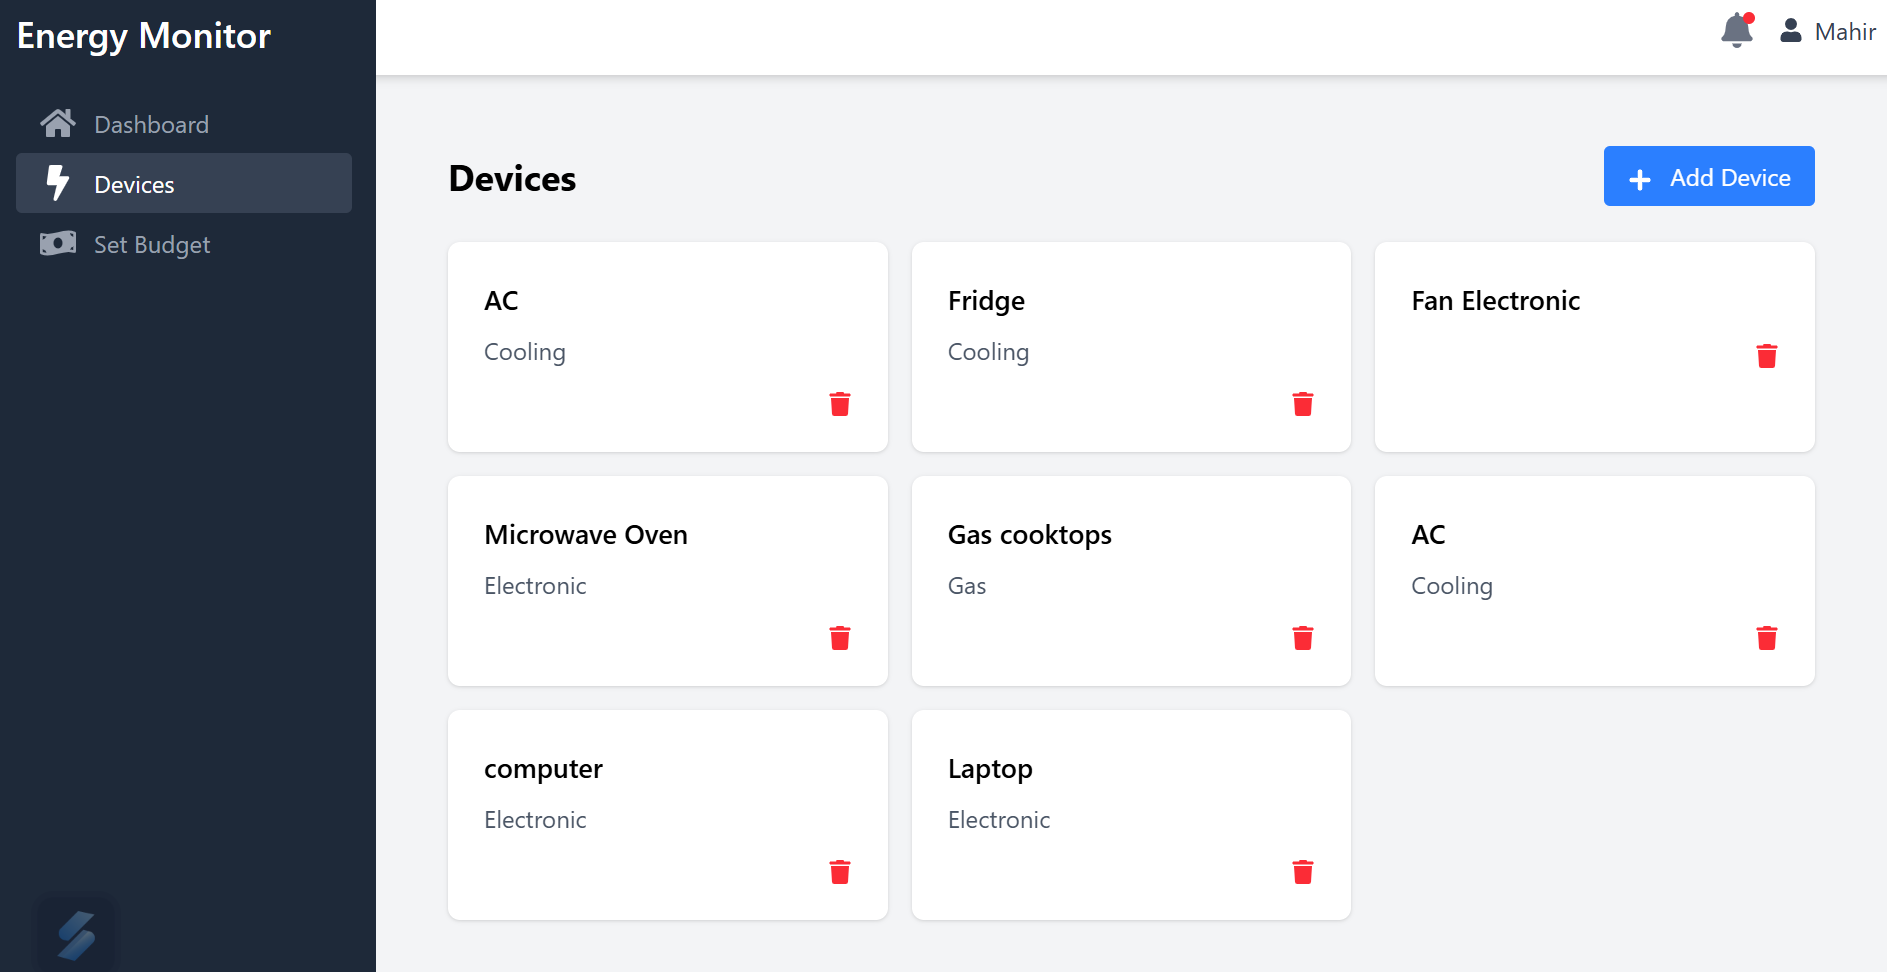 Energy Monitor
Mahir
Dashboard
Devices
Set Budget
Devices
Add Device
AC
Cooling
Fridge
Cooling
Fan Electronic
Microwave Oven
Electronic
Gas cooktops
Gas
AC
Cooling
computer
Electronic
Laptop
Electronic